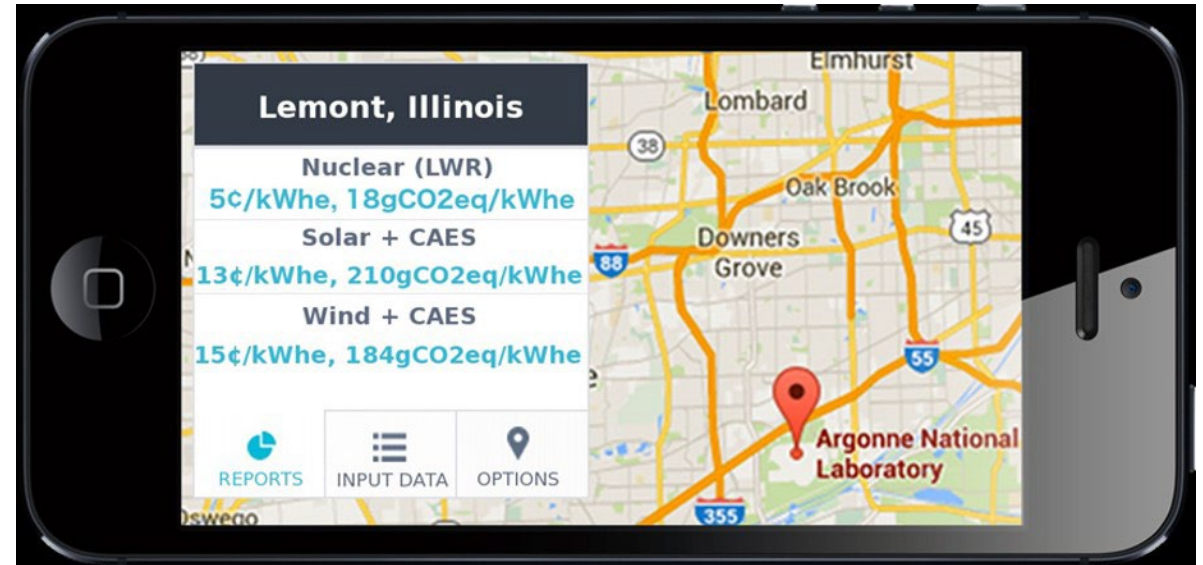 Lemont, Illinois
Nuclear (LWR)
5¢/kWhe, 18gCO2eq/kWhe
Solar + CAES
13¢/kWhe, 210gCO2eq/kWhe
Wind + CAES
15¢/kWhe, 184gCO2eq/kWhe
REPORTS
INPUT DATA
OPTIONS
Elmhurst
Lombard
38
Oak Brook
45
Downers
Grove
88
55
Argonne National
Laboratory
355
Oswego